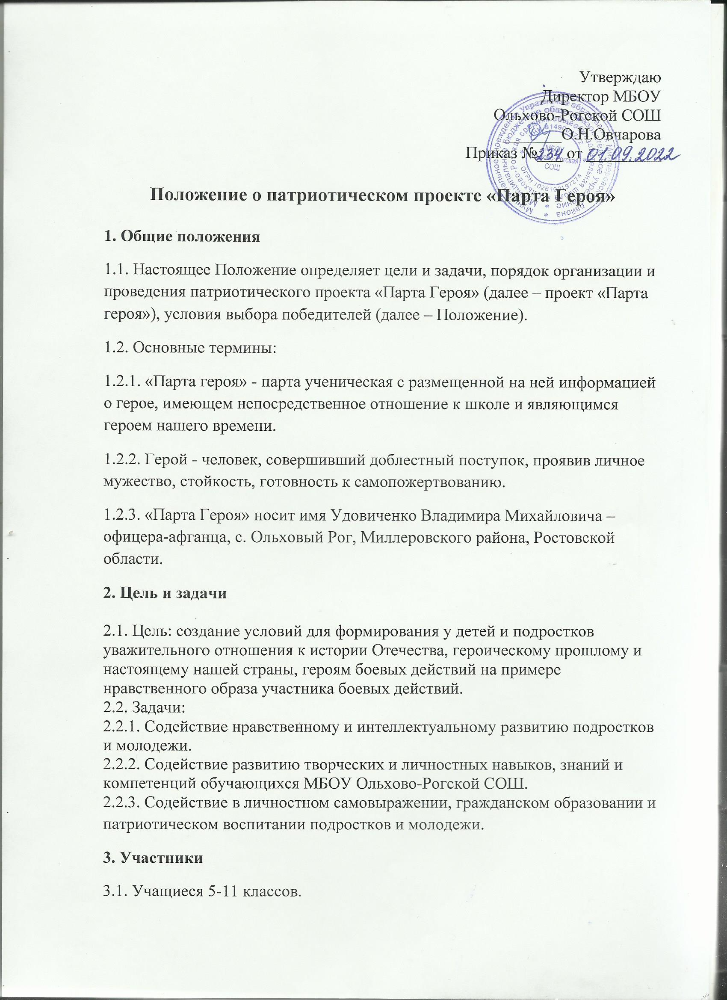 Утверждаю
Директор МБОУ
Ольхово-Рогской СОШ
О.Н.Овчарова
Приказ № 234 от 01.09.2022
Положение о патриотическом проекте «Парта Героя»
1. Общие положения
1.1. Настоящее Положение определяет цели и задачи, порядок организации и
проведения патриотического проекта «Парта Героя» (далее – проект «Парта
героя»), условия выбора победителей (далее – Положение).
1.2. Основные термины:
1.2.1. «Парта героя» - парта ученическая с размещенной на ней информацией
о герое, имеющем непосредственное отношение к школе и являющимся
героем нашего времени.
1.2.2. Герой - человек, совершивший доблестный поступок, проявив личное
мужество, стойкость, готовность к самопожертвованию.
1.2.3. «Парта Героя» носит имя Удовиченко Владимира Михайловича –
офицера-афганца, с. Ольховый Рог, Миллеровского района, Ростовской
области.
2. Цель и задачи
2.1. Цель: создание условий для формирования у детей и подростков
уважительного отношения к истории Отечества, героическому прошлому и
настоящему нашей страны, героям боевых действий на примере
нравственного образа участника боевых действий.
2.2. Задачи:
2.2.1. Содействие нравственному и интеллектуальному развитию подростков
и молодежи.
2.2.2. Содействие развитию творческих и личностных навыков, знаний и
компетенций обучающихся МБОУ Ольхово-Рогской СОШ.
2.2.3. Содействие в личностном самовыражении, гражданском образовании и
патриотическом воспитании подростков и молодежи.
3. Участники
3.1. Учащиеся 5-11 классов.
МБОУ
СОШ
ОГРН 1026102197274